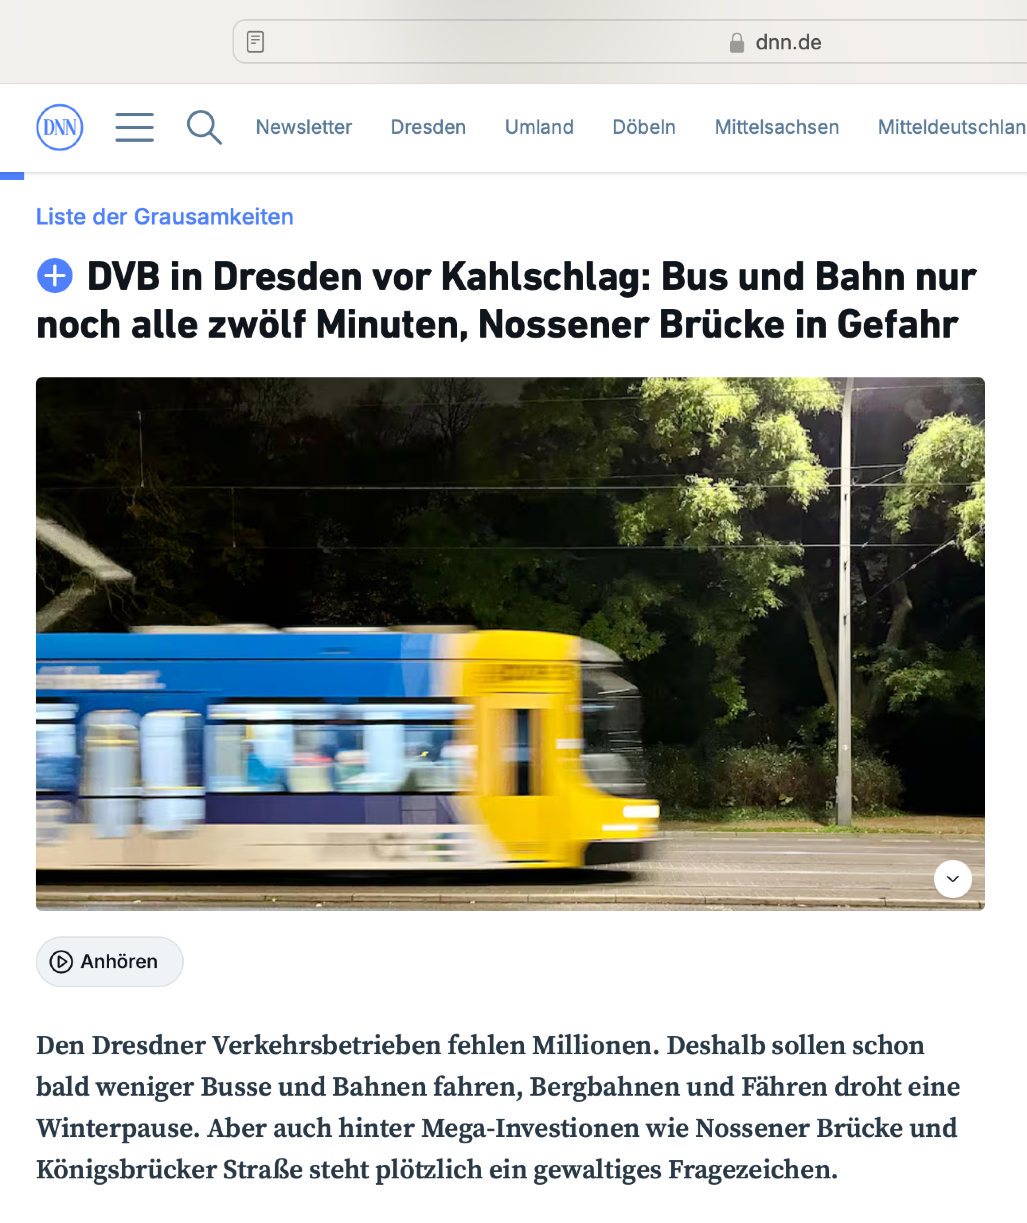 dnn.de
DNN
Newsletter Dresden Umland Döbeln Mittelsachsen Mitteldeutschlan
Liste der Grausamkeiten
DVB in Dresden vor Kahlschlag: Bus und Bahn nur
noch alle zwölf Minuten, Nossener Brücke in Gefahr
Anhören
Den Dresdner Verkehrsbetrieben fehlen Millionen. Deshalb sollen schon
bald weniger Busse und Bahnen fahren, Bergbahnen und Fähren droht eine
Winterpause. Aber auch hinter Mega-Investionen wie Nossener Brücke und
Königsbrücker Straße steht plötzlich ein gewaltiges Fragezeichen.